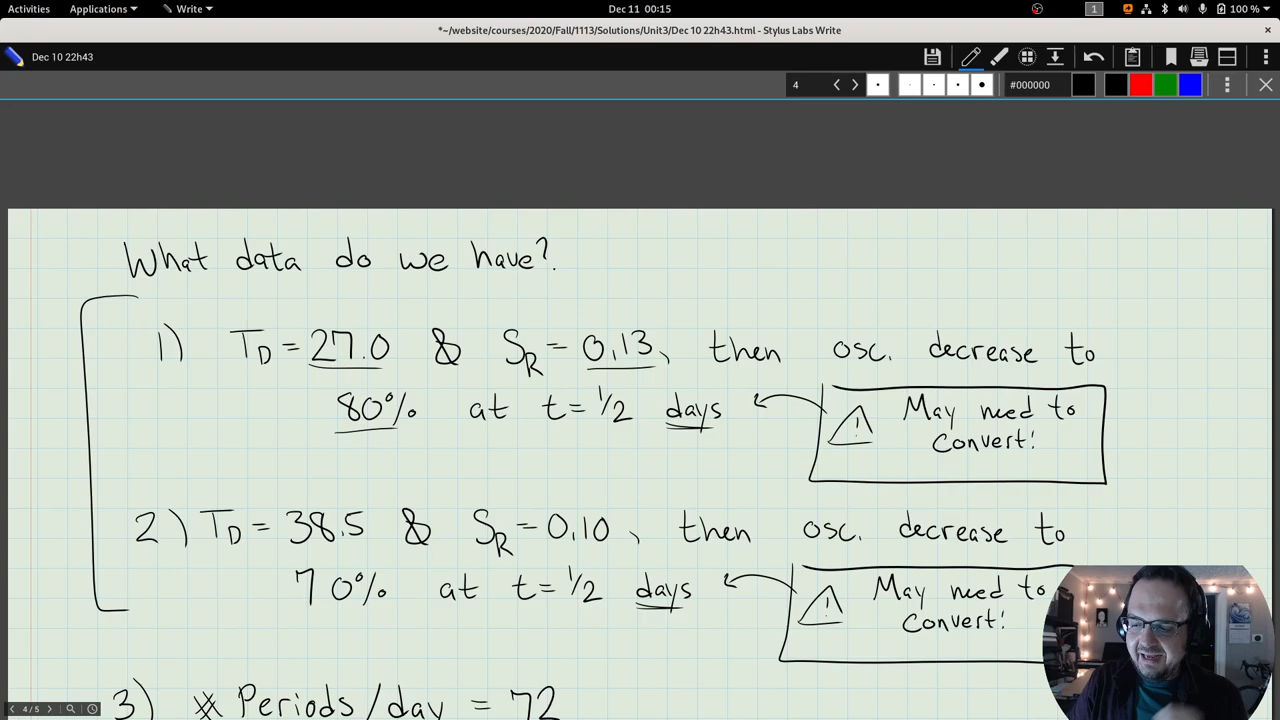 Activities Applications Write Dec 11 00:15 1 100 %
*~/website/courses/2020/Fall/1113/Solutions/Unit3/Dec 10 22h43.html - Stylus Labs Write
Dec 10 22h43
4 #000000
What data do we have?
1) T_D = 27.0 & S_R = 0.13, then osc. decrease to
80% at t = 1/2 days
May need to
Convert!
2) T_D = 38.5 & S_R = 0.10, then osc. decrease to
70% at t = 1/2 days
May need to
Convert!
3) # Periods/day = 72
4/5